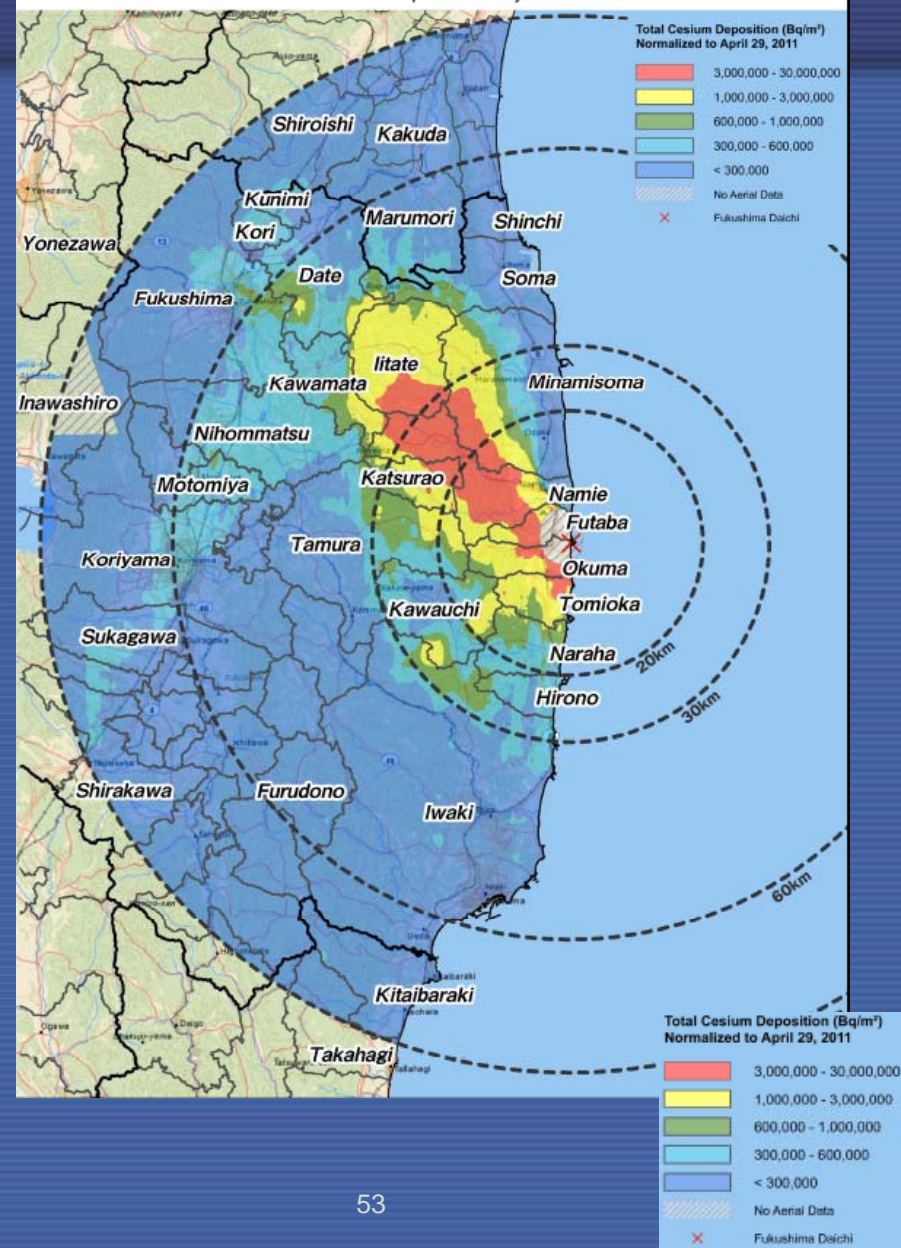 Total Cesium Deposition (Bq/m²)
Normalized to April 29, 2011
3,000,000 - 30,000,000
1,000.000 - 3,000,000
600,000 - 1,000,000
300,000 - 600,000
< 300,000
No Aerial Data
Fukushima Daichi
Shiroishi
Kakuda
Kunimi
Marumori
Shinchi
Kori
Yonezawa
Date
Soma
Fukushima
Iitate
Kawamata
Minamisoma
Inawashiro
Nihommatsu
Motomiya
Katsurao
Namie
Futaba
Tamura
Koriyama
Okuma
Kawauchi
Tomioka
Sukagawa
Naraha
20km
Hirono
30km
Shirakawa
Furudono
Iwaki
60km
Kitaibaraki
Takahagi
Total Cesium Deposition (Bq/m²)
Normalized to April 29, 2011
3,000,000 - 30,000,000
1,000,000 - 3,000,000
600,000 - 1,000,000
300,000 - 600,000
< 300,000
No Aerial Data
Fukushima Daichi
53